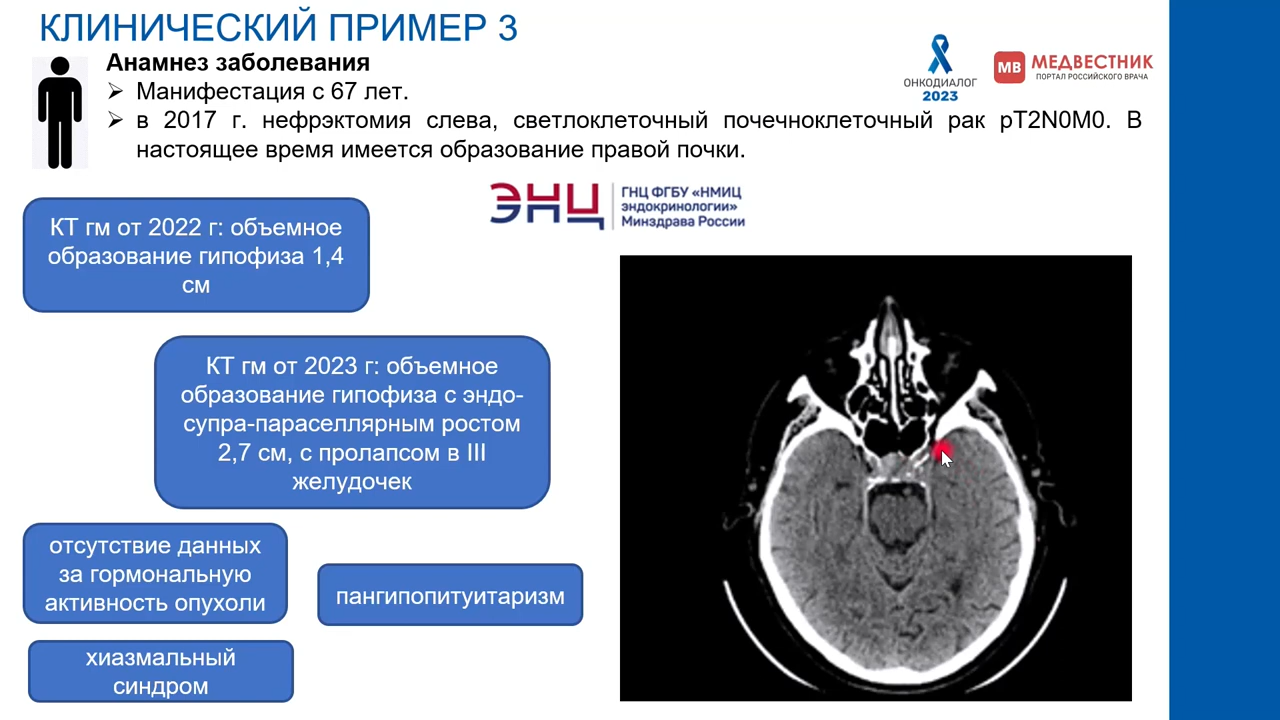 КЛИНИЧЕСКИЙ ПРИМЕР 3
Анамнез заболевания
Манифестация с 67 лет.
в 2017 г. нефрэктомия слева, светлоклеточный почечноклеточный рак pT2N0M0. В
настоящее время имеется образование правой почки.
ОНКОДИАЛОГ
2023
МВ МЕДВЕСТНИК
ПОРТАЛ РОССИЙСКОГО ВРАЧА
ЭНЦ
ГНЦ ФГБУ «НМИЦ
эндокринологии»
Минздрава России
КТ гм от 2022 г: объемное
образование гипофиза 1,4
см
КТ гм от 2023 г: объемное
образование гипофиза с эндо-
супра-параселлярным ростом
2,7 см, с пролапсом в III
желудочек
отсутствие данных
за гормональную
активность опухоли
пангипопитуитаризм
хиазмальный
синдром